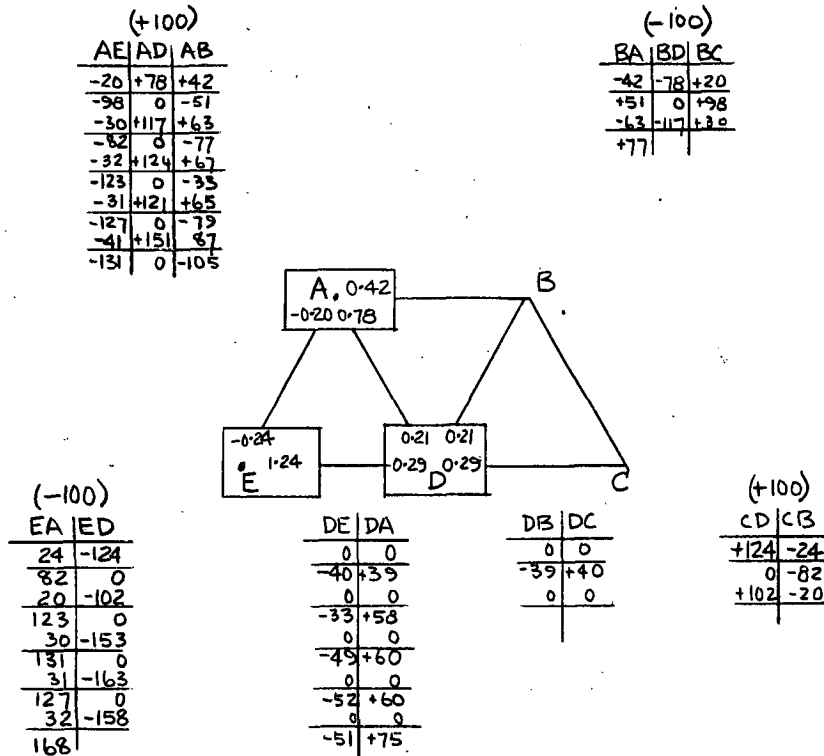 (+100)
AE AD AB
-20 +78 +42
-98 0 -51
-30 +117 +63
-82 0 -77
-32 +124 +67
-123 0 -33
-31 +121 +65
-127 0 -79
-41 +151 87
-131 0 -105
(-100)
BA BD BC
-42 -78 +20
+51 0 +98
-63 -117 +30
+77
A. 0.42
-0.20 0.78
B
-0.24
1.24
E
0.21 0.21
0.29 0.29
D
C
(-100)
EA ED
24 -124
82 0
20 -102
123 0
30 -153
131 0
31 -163
127 0
32 -158
168
DE DA
0 0
-40 +39
0 0
-33 +58
0 0
-49 +60
0 0
-52 +60
0 0
-51 +75
DB DC
0 0
-39 +40
0 0
(+100)
CD CB
+124 -24
0 -82
+102 -20